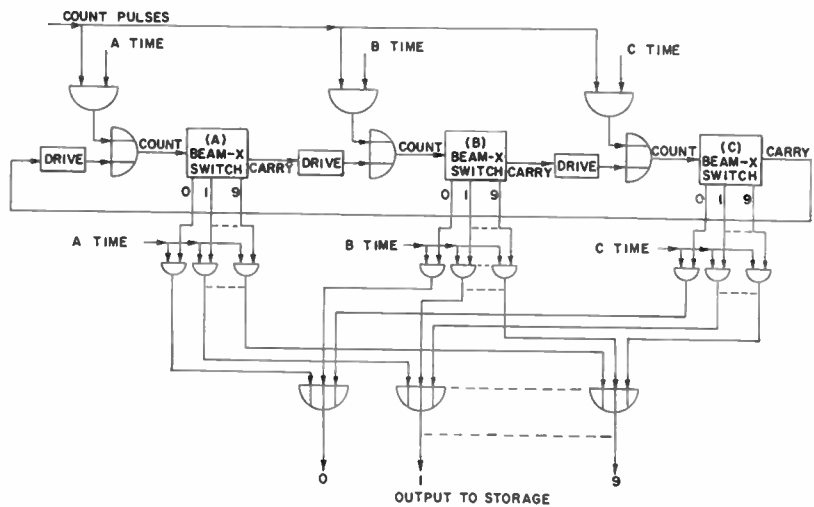 COUNT PULSES
A TIME
B TIME
C TIME
DRIVE
COUNT
(A)
BEAM-X
SWITCH
CARRY
DRIVE
COUNT
(B)
BEAM-X
SWITCH
CARRY
DRIVE
COUNT
(C)
BEAM-X
SWITCH
CARRY
0 1 9
0 1 9
0 1 9
A TIME
B TIME
C TIME
0 1 9
OUTPUT TO STORAGE